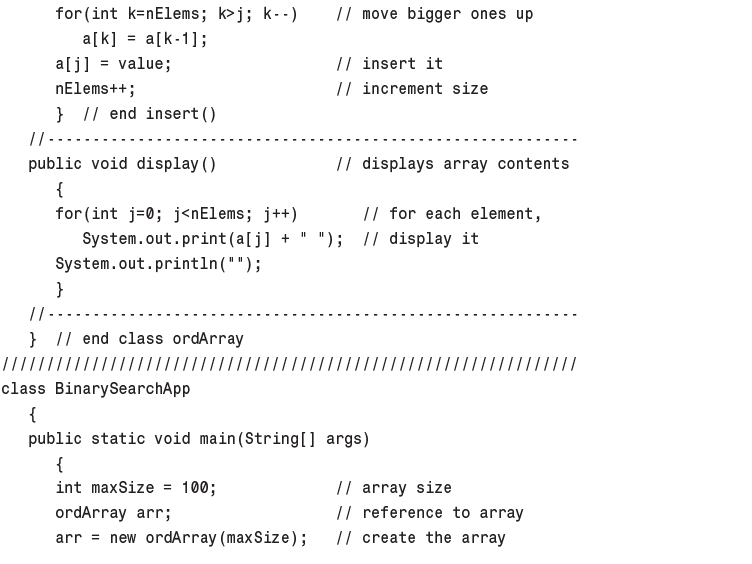 for(int k=nElems; k>j; k--)    // move bigger ones up
a[k] = a[k-1];
a[j] = value;                  // insert it
nElems++;                      // increment size
}  // end insert()
//-----------------------------------------------------------
public void display()             // displays array contents
{
for(int j=0; j<nElems; j++)       // for each element,
System.out.print(a[j] + " ");  // display it
System.out.println("");
}
//-----------------------------------------------------------
}  // end class ordArray
////////////////////////////////////////////////////////////////
class BinarySearchApp
{
public static void main(String[] args)
{
int maxSize = 100;             // array size
ordArray arr;                  // reference to array
arr = new ordArray(maxSize);   // create the array